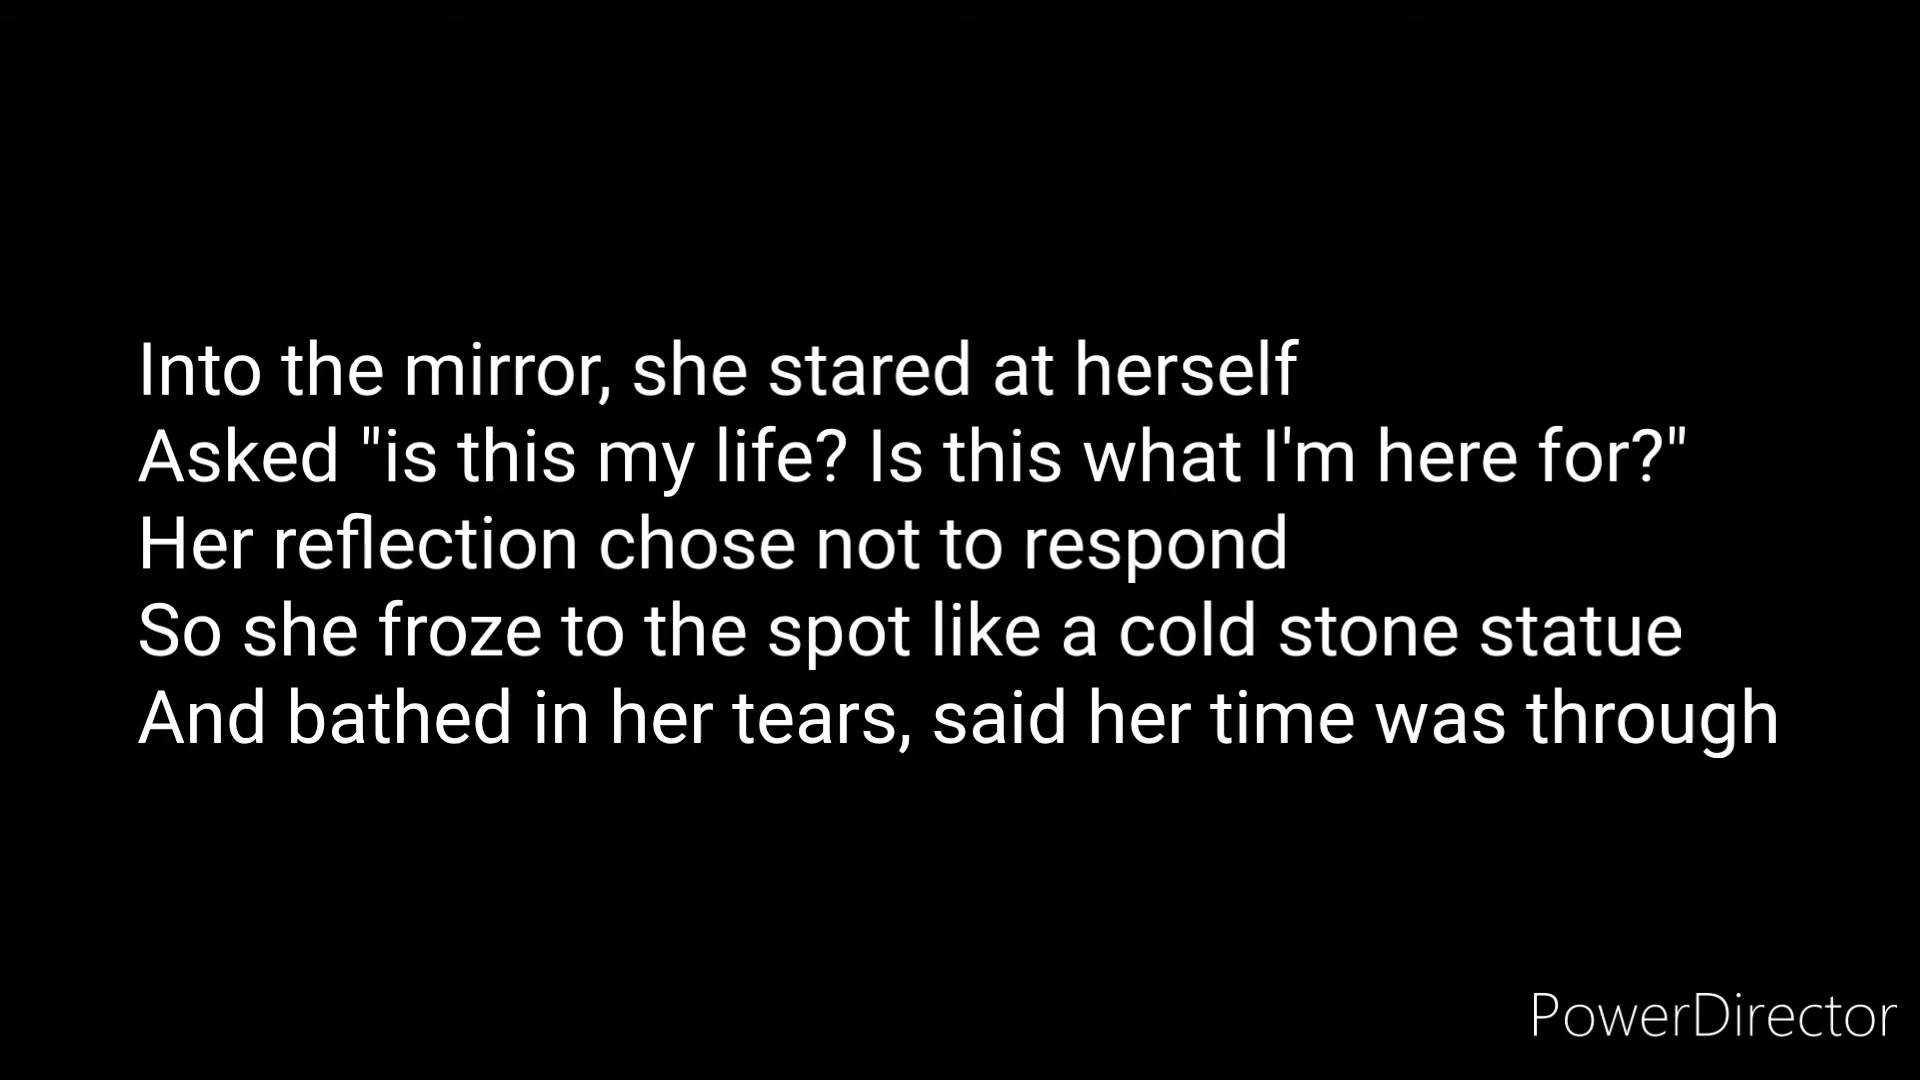 Into the mirror, she stared at herself
Asked "is this my life? Is this what I'm here for?"
Her reflection chose not to respond
So she froze to the spot like a cold stone statue
And bathed in her tears, said her time was through
PowerDirector